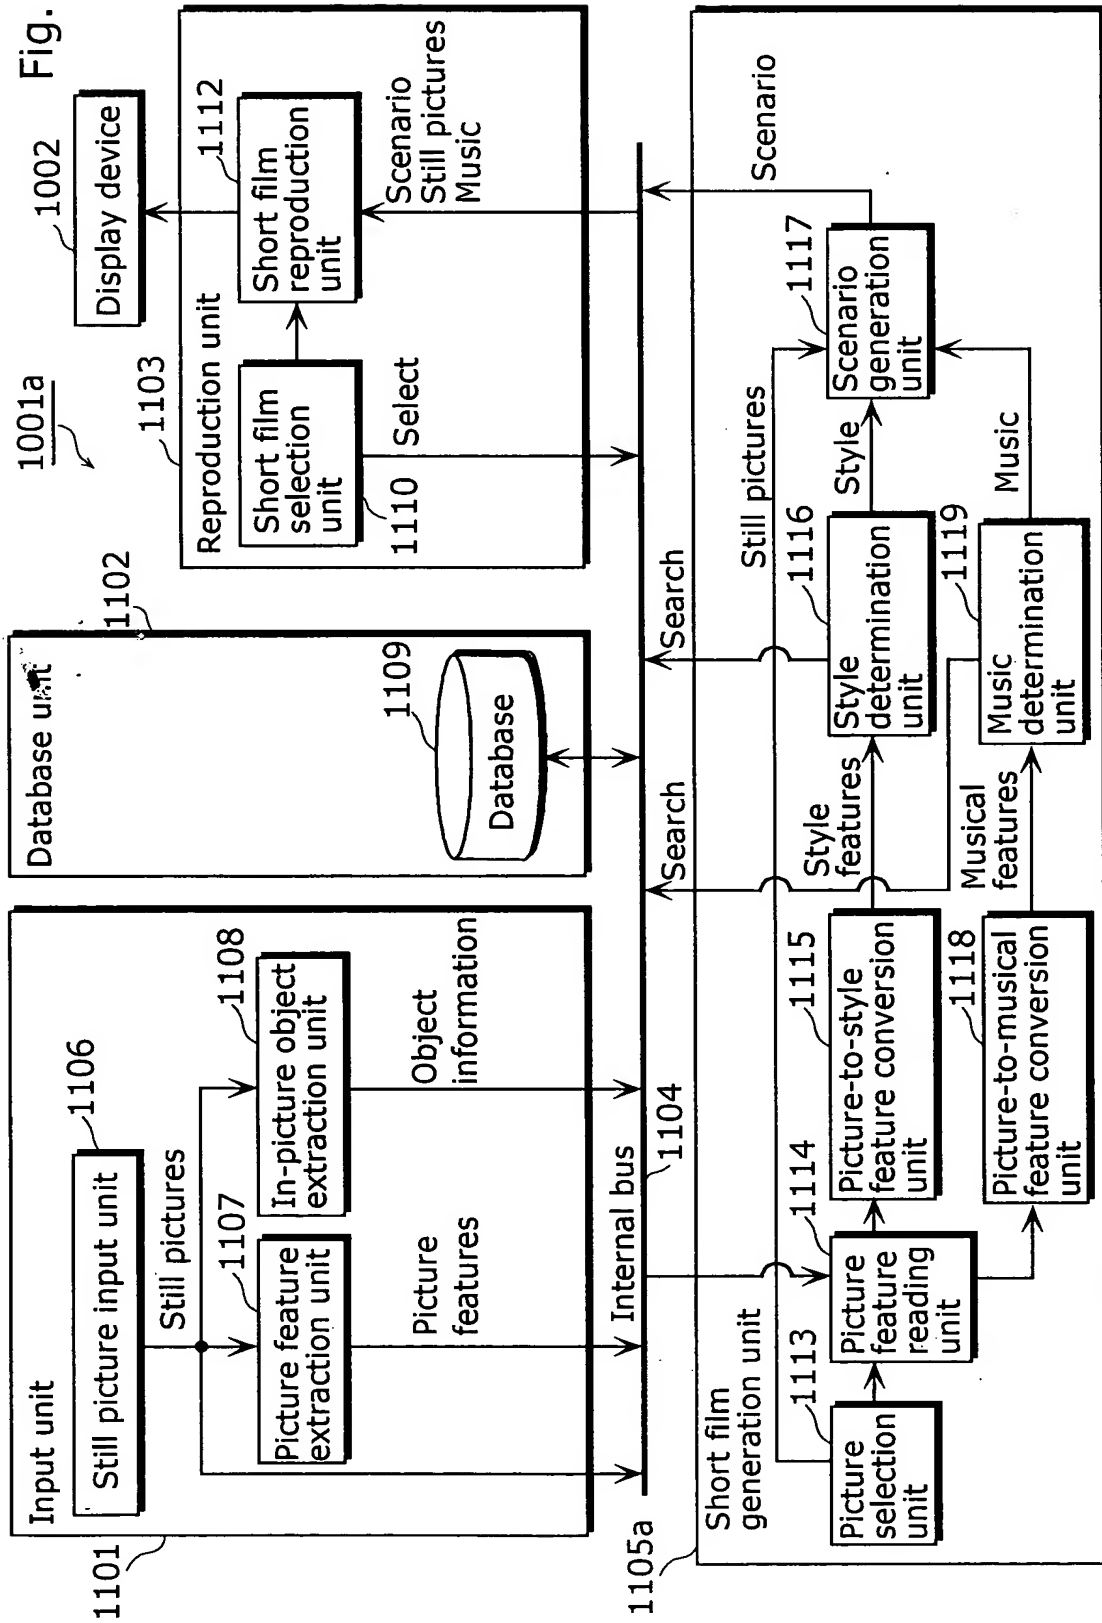 Fig.
1001a
1002
Display device
1101
Input unit
1106
Still picture input unit
Still pictures
1107
Picture feature
extraction unit
1108
In-picture object
extraction unit
Picture
features
Object
information
Database unit
1102
1109
Database
1103
Reproduction unit
Short film
selection
unit
1110
Select
1112
Short film
reproduction
unit
Scenario
Still pictures
Music
Internal bus
1104
Search
Search
Scenario
1105a
Short film
generation unit
1113
Picture
selection
unit
1114
Picture
feature
reading
unit
1115
Picture-to-style
feature conversion
unit
Style
features
1116
Style
determination
unit
Style
Still pictures
1117
Scenario
generation
unit
1118
Picture-to-musical
feature conversion
unit
Musical
features
1119
Music
determination
unit
Music